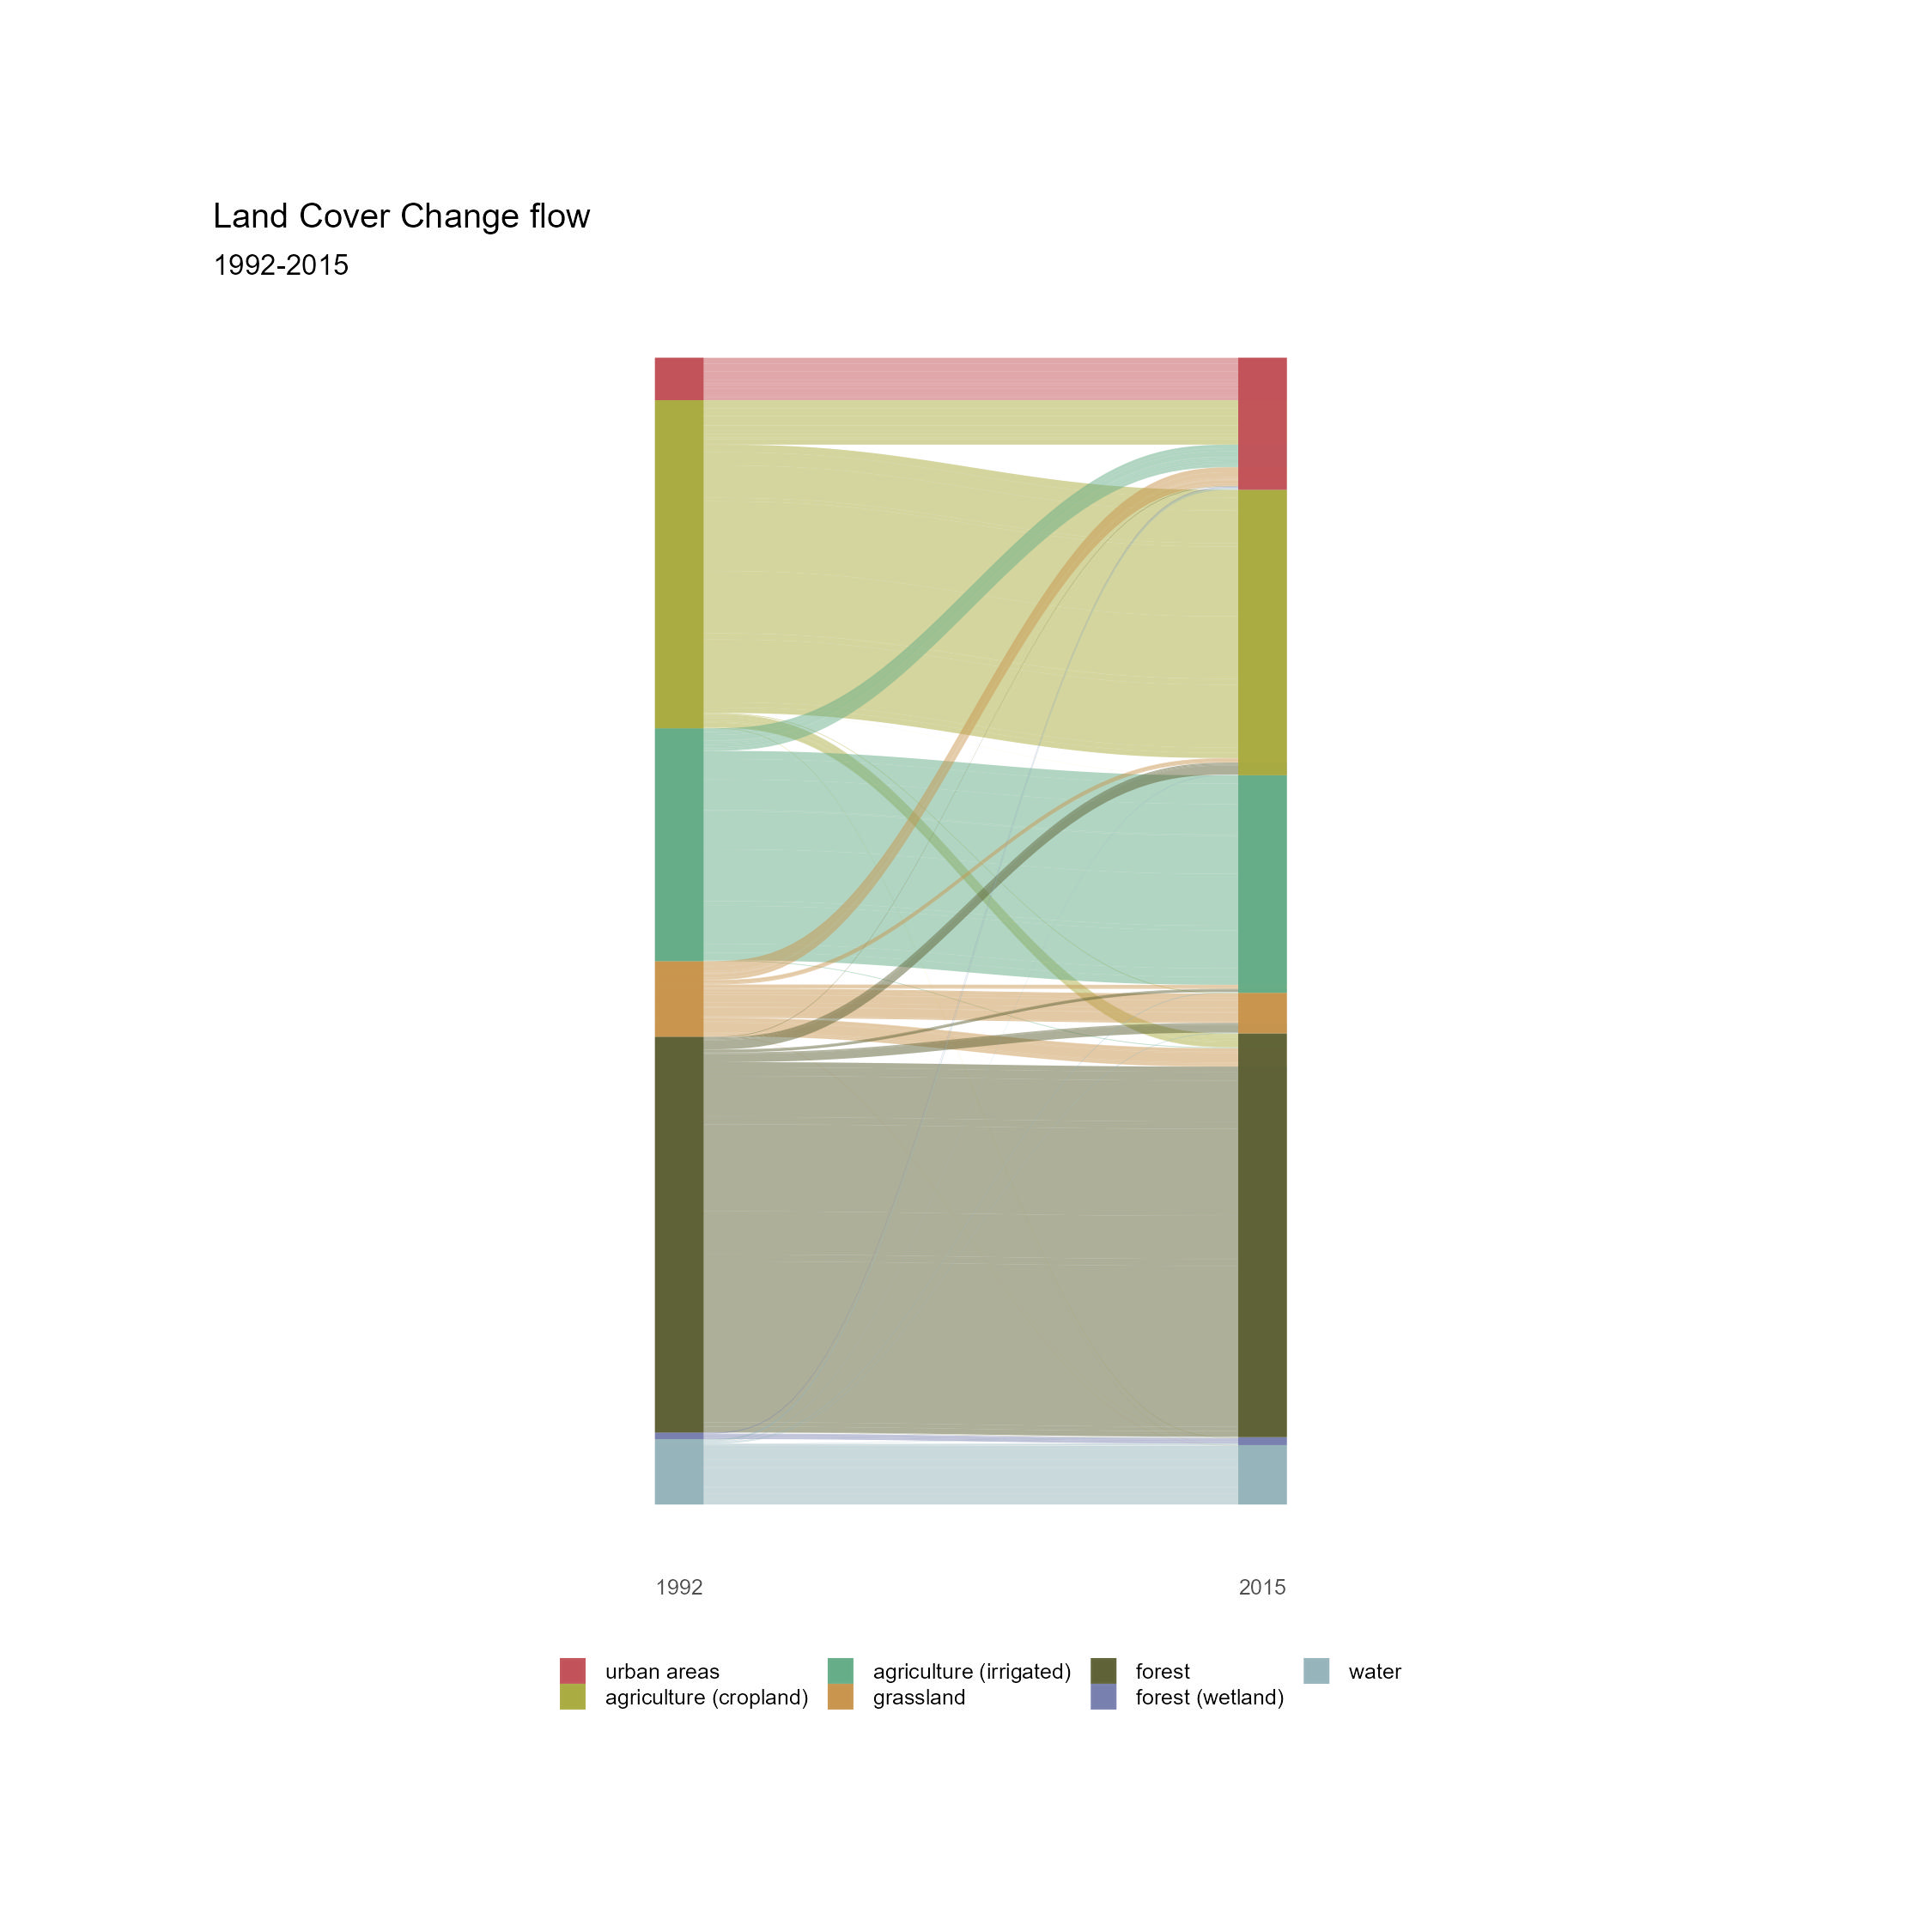 Land Cover Change flow
1992-2015
1992 2015
urban areas agriculture (irrigated) forest water
agriculture (cropland) grassland forest (wetland)